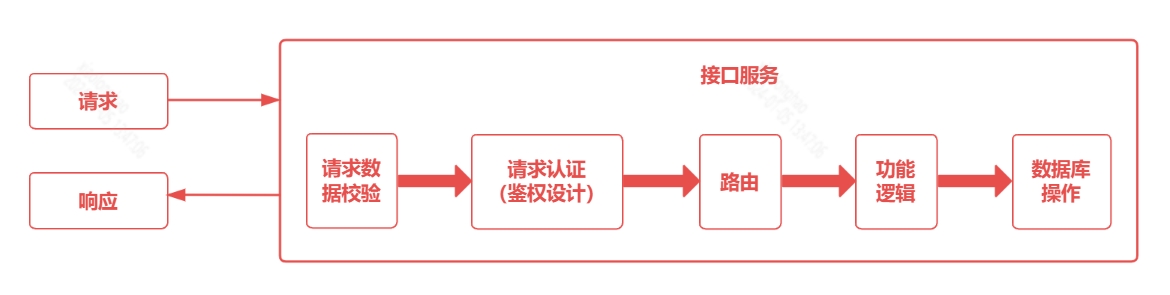 接口服务
请求
请求数
据校验
请求认证
（鉴权设计）
路由
功能
逻辑
数据库
操作
响应